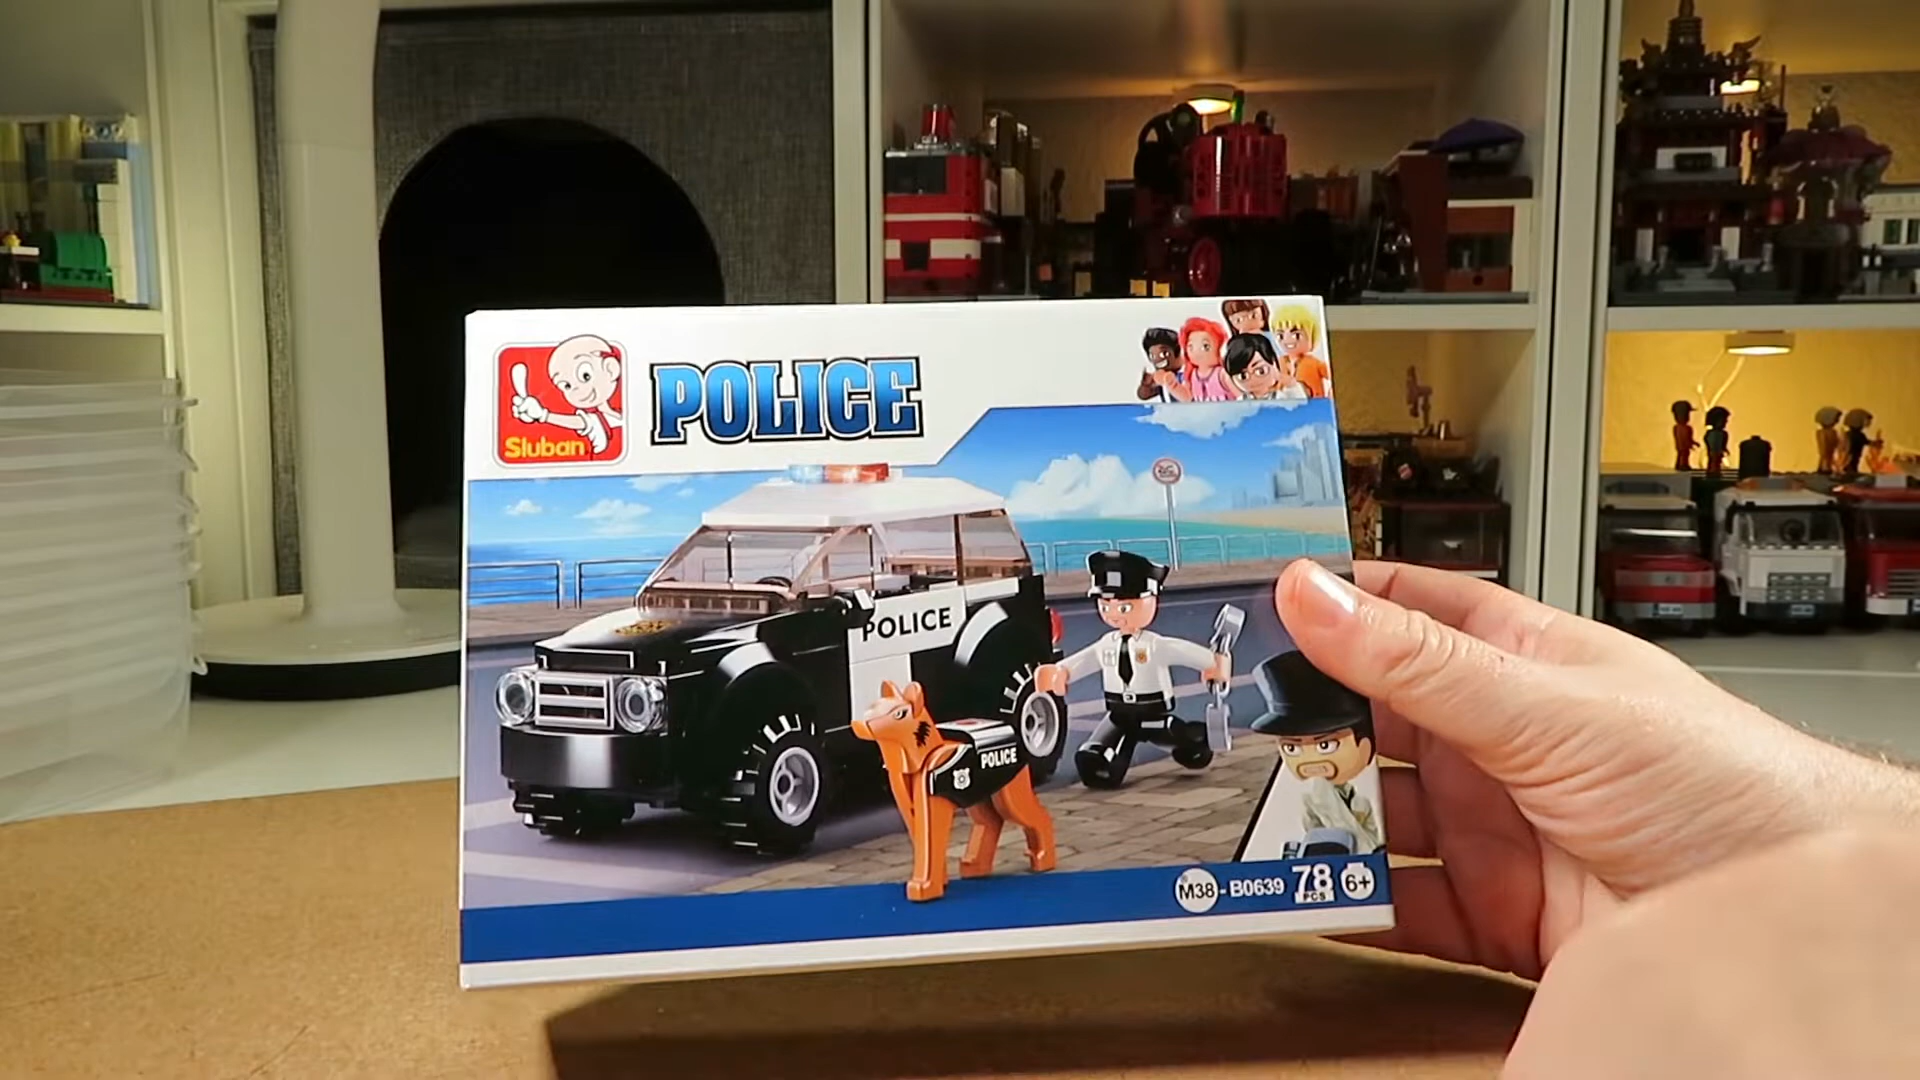 Sluban
POLICE
POLICE
POLICE
M38 - B0639 78 PCS 6+